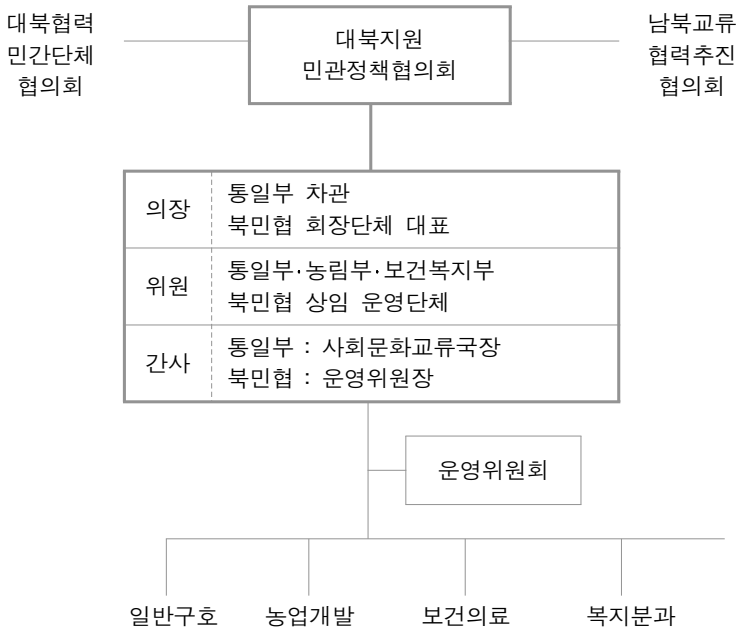 대북협력
민간단체
협의회
대북지원
민관정책협의회
남북교류
협력추진
협의회
의장
통일부 차관
북민협 회장단체 대표
위원
통일부·농림부·보건복지부
북민협 상임 운영단체
간사
통일부 : 사회문화교류국장
북민협 : 운영위원장
운영위원회
일반구호 농업개발 보건의료 복지분과